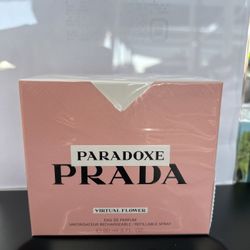 PARADOXE
PRADA
VIRTUAL FLOWER
EAU DE PARFUM
VAPORISATEUR RECHARGEABLE / REFILLABLE SPRAY